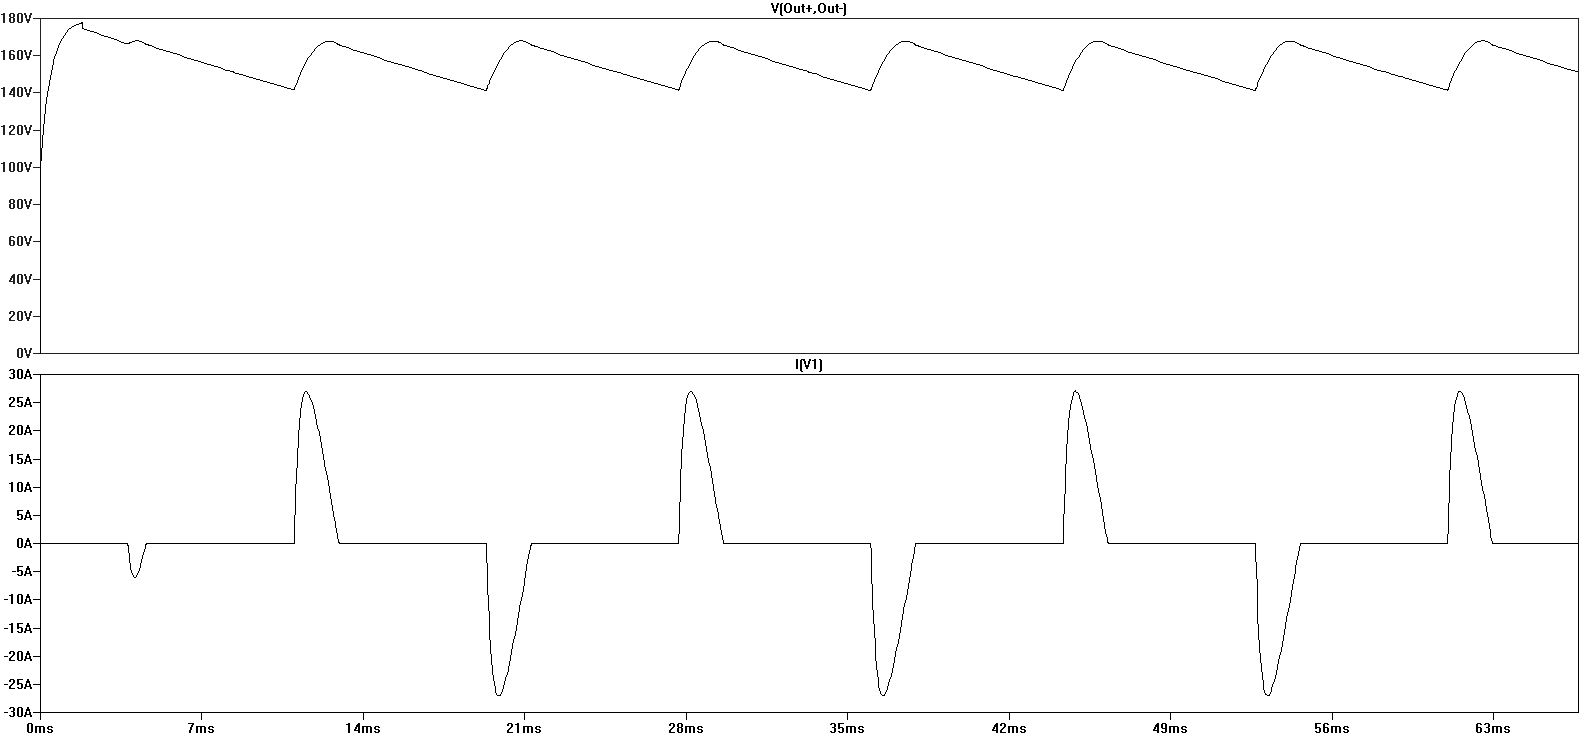 V(Out+,Out-)
180V
160V
140V
120V
100V
80V
60V
40V
20V
0V
I(V1)
30A
25A
20A
15A
10A
5A
0A
-5A
-10A
-15A
-20A
-25A
-30A
0ms 7ms 14ms 21ms 28ms 35ms 42ms 49ms 56ms 63ms